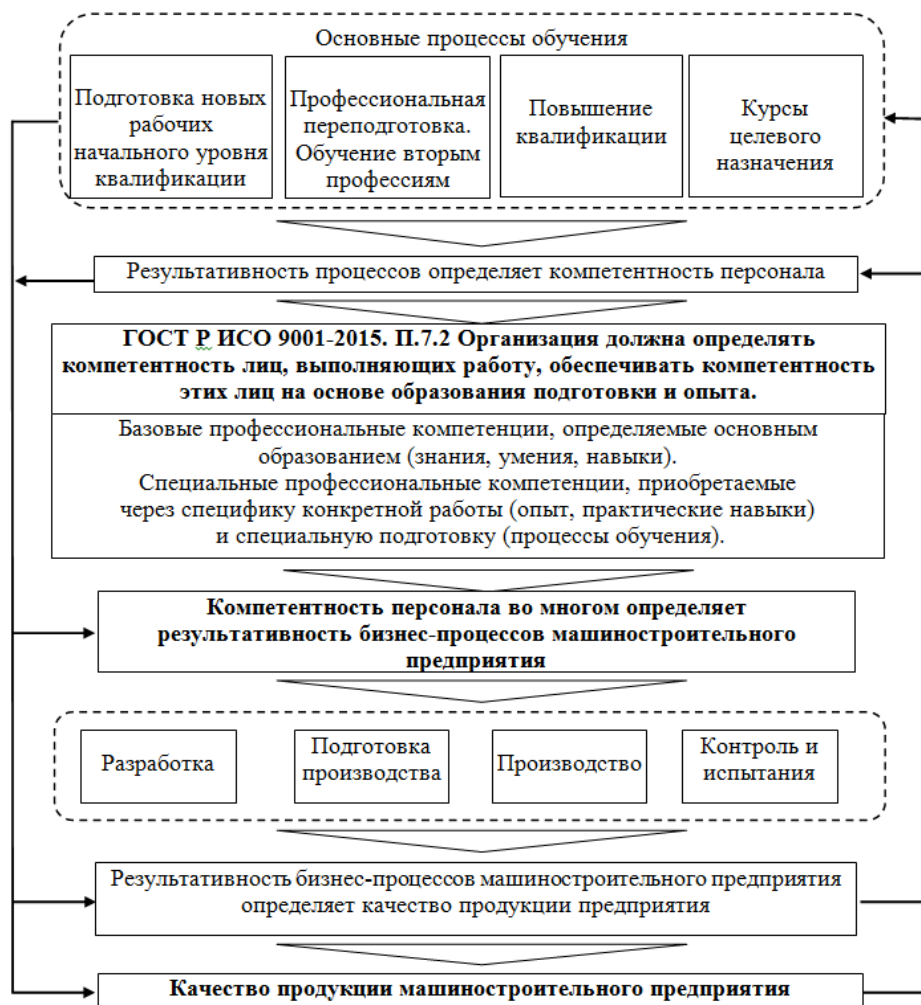 Основные процессы обучения
Подготовка новых
рабочих
начального уровня
квалификации
Профессиональная
переподготовка.
Обучение вторым
профессиям
Повышение
квалификации
Курсы
целевого
назначения
Результативность процессов определяет компетентность персонала
ГОСТ Р ИСО 9001-2015. П.7.2 Организация должна определять
компетентность лиц, выполняющих работу, обеспечивать компетентность
этих лиц на основе образования подготовки и опыта.
Базовые профессиональные компетенции, определяемые основным
образованием (знания, умения, навыки).
Специальные профессиональные компетенции, приобретаемые
через специфику конкретной работы (опыт, практические навыки)
и специальную подготовку (процессы обучения).
Компетентность персонала во многом определяет
результативность бизнес-процессов машиностроительного
предприятия
Разработка
Подготовка
производства
Производство
Контроль и
испытания
Результативность бизнес-процессов машиностроительного предприятия
определяет качество продукции предприятия
Качество продукции машиностроительного предприятия